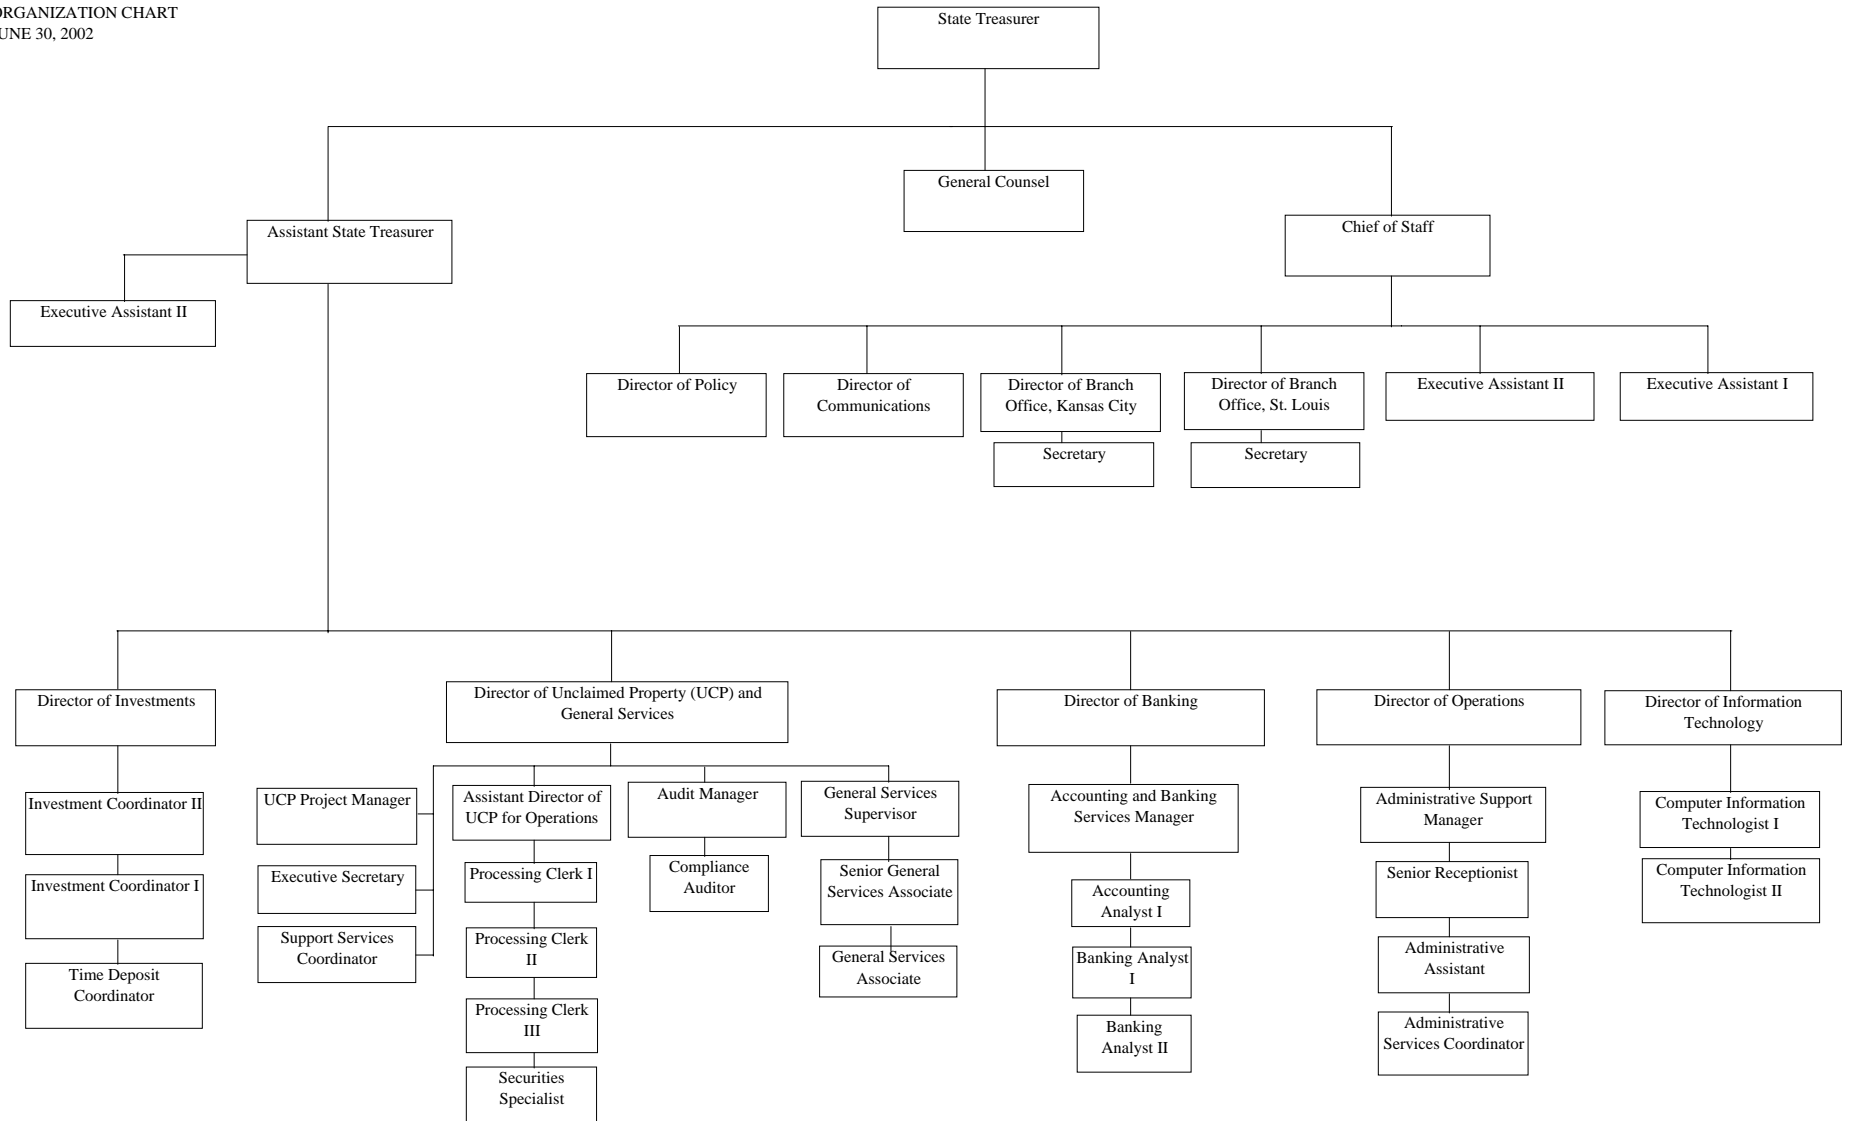 ORGANIZATION CHART
JUNE 30, 2002
State Treasurer
General Counsel
Assistant State Treasurer
Chief of Staff
Executive Assistant II
Director of Policy
Director of
Communications
Director of Branch
Office, Kansas City
Director of Branch
Office, St. Louis
Executive Assistant II
Executive Assistant I
Secretary
Secretary
Director of Investments
Director of Unclaimed Property (UCP) and
General Services
Director of Banking
Director of Operations
Director of Information
Technology
Investment Coordinator II
Investment Coordinator I
Time Deposit
Coordinator
UCP Project Manager
Executive Secretary
Support Services
Coordinator
Assistant Director of
UCP for Operations
Processing Clerk I
Processing Clerk
II
Processing Clerk
III
Securities
Specialist
Audit Manager
Compliance
Auditor
General Services
Supervisor
Senior General
Services Associate
General Services
Associate
Accounting and Banking
Services Manager
Accounting
Analyst I
Banking Analyst
I
Banking
Analyst II
Administrative Support
Manager
Senior Receptionist
Administrative
Assistant
Administrative
Services Coordinator
Computer Information
Technologist I
Computer Information
Technologist II